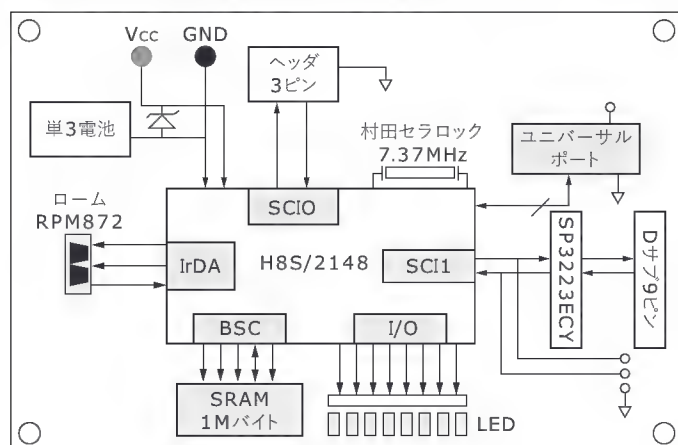 Vcc GND
ヘッダ
3ピン
単3電池
村田セラロック
7.37MHz
ユニバーサル
ポート
ローム
RPM872
SCI0
H8S/2148
IrDA
SCI1
SP3223ECY
Dサブ9ピン
BSC
I/O
SRAM
1Mバイト
LED